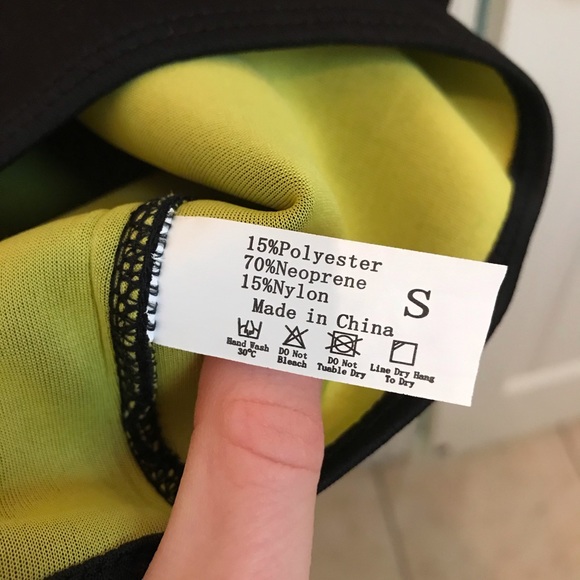 15%Polyester
70%Neoprene
15%Nylon
S
Made in China
Hand Wash
30°C
DO Not
Bleach
DO Not
Tuable Dry
Line Dry Hang
To Dry